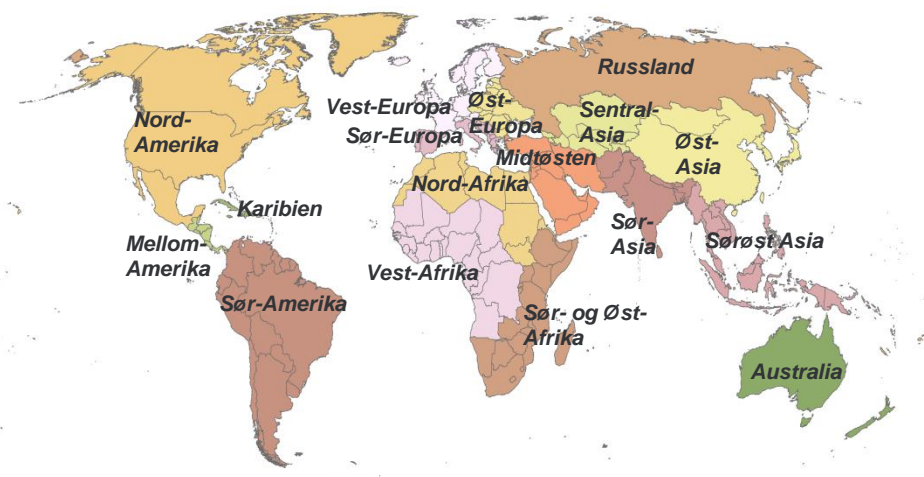 Russland
Nord-
Amerika
Vest-Europa
Øst-
Europa
Sør-Europa
Sentral-
Asia
Øst-
Asia
Midtøsten
Nord-Afrika
Karibien
Mellom-
Amerika
Sør-
Asia
Sørøst Asia
Vest-Afrika
Sør-Amerika
Sør- og Øst-
Afrika
Australia